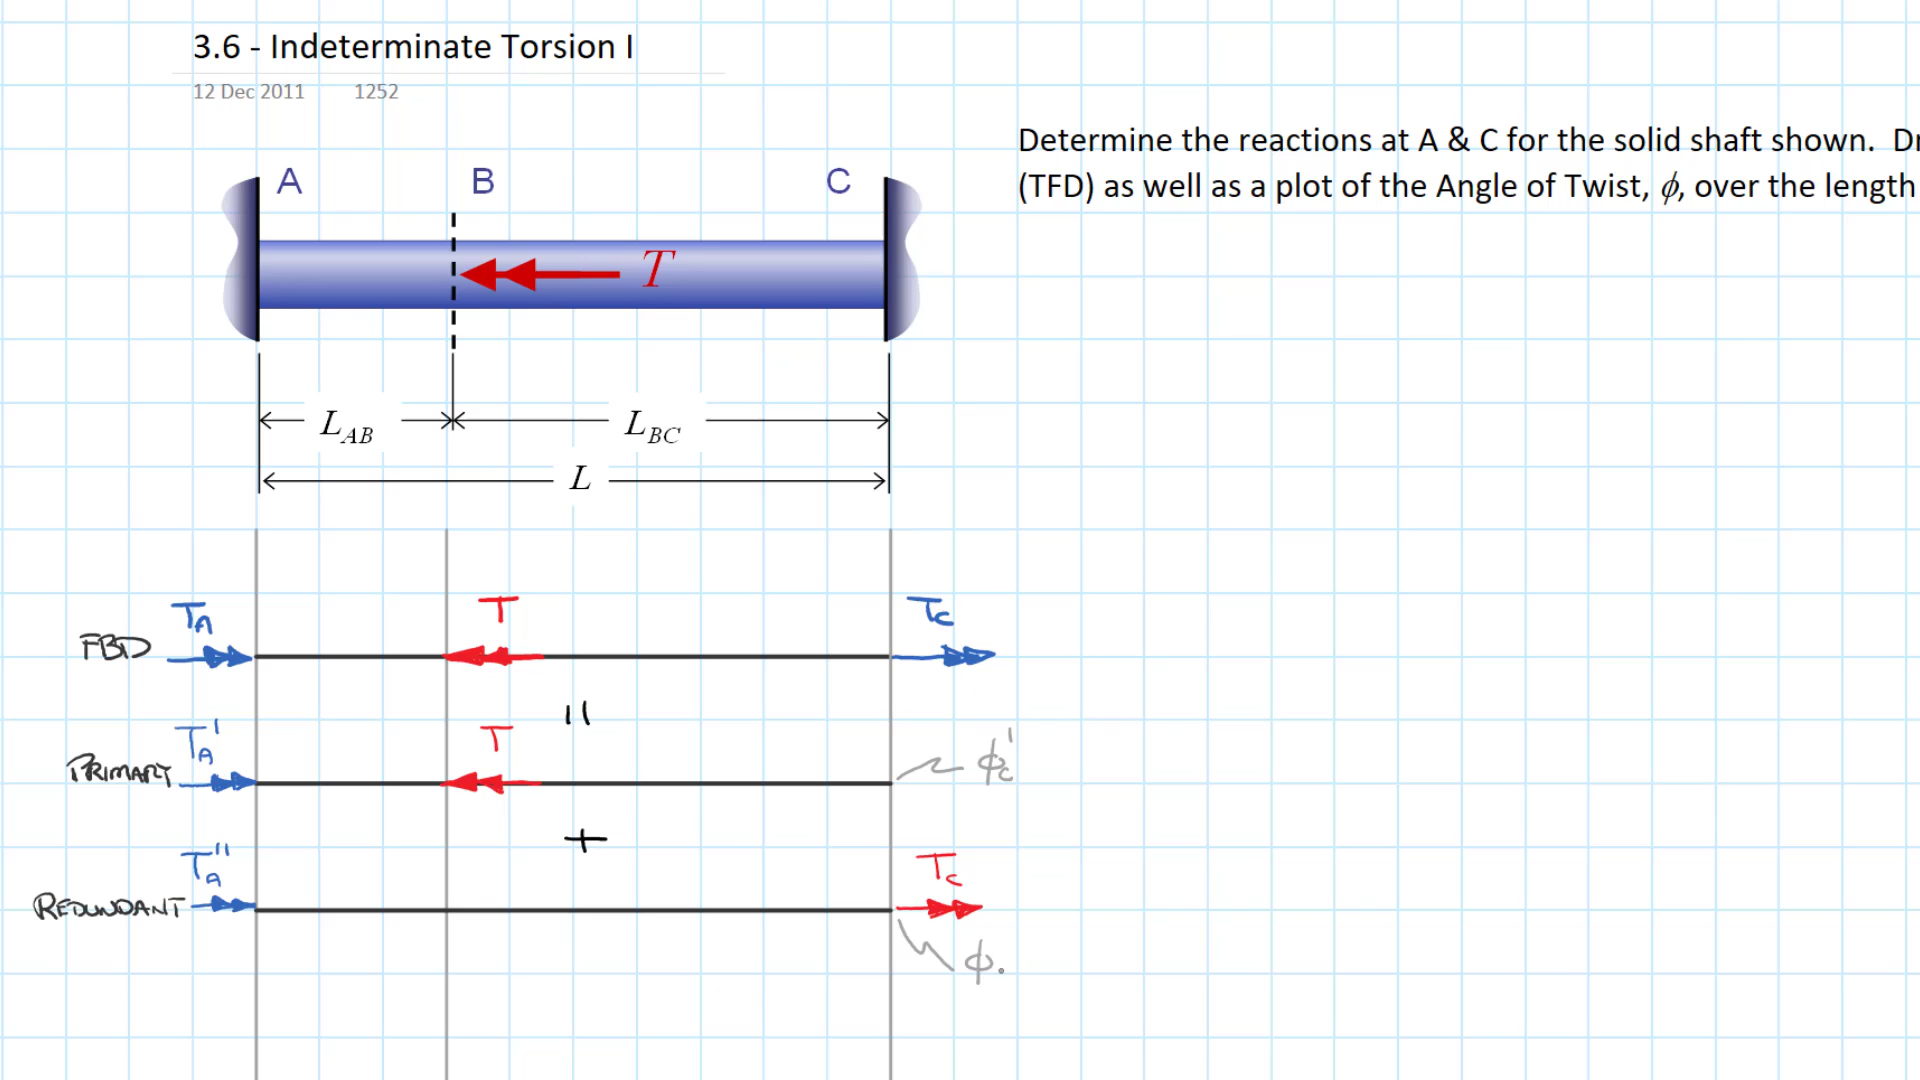 3.6 - Indeterminate Torsion I
12 Dec 2011 1252
Determine the reactions at A & C for the solid shaft shown.
(TFD) as well as a plot of the Angle of Twist, ϕ, over the length
A B C
T
L_AB L_BC
L
T_A T T_C
FBD
=
T_A' T ϕ_C'
PRIMARY
+
T_A'' T_C
REDUNDANT
ϕ